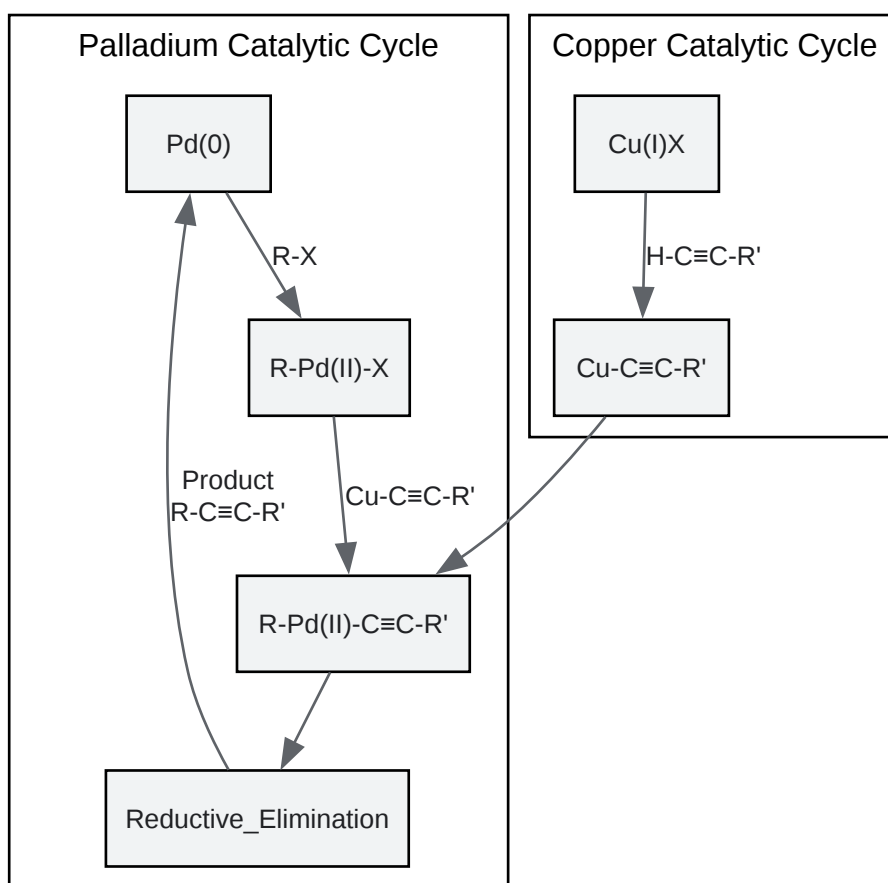 Palladium Catalytic Cycle
Copper Catalytic Cycle
Pd(0)
Cu(I)X
R-X
H-C≡C-R'
R-Pd(II)-X
Cu-C≡C-R'
Product
R-C≡C-R'
Cu-C≡C-R'
R-Pd(II)-C≡C-R'
Reductive_Elimination